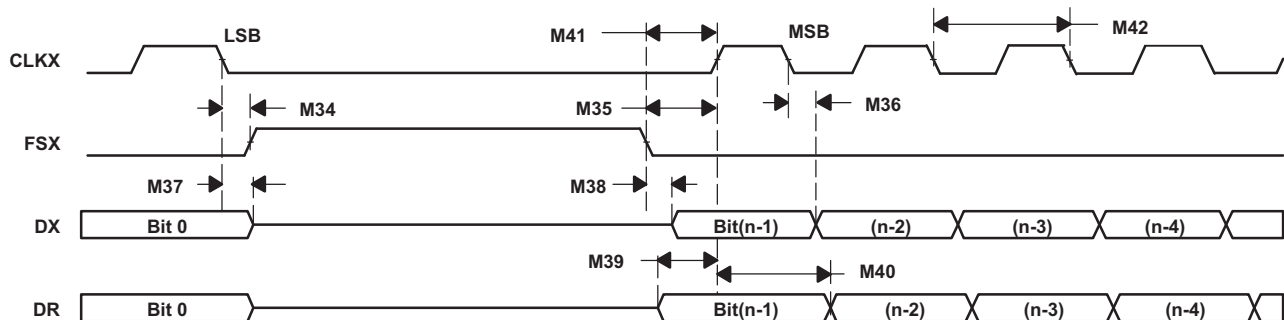 LSB
M41
MSB
M42
CLKX
M34
M35
M36
FSX
M37
M38
DX
Bit 0
Bit(n-1)
(n-2)
(n-3)
(n-4)
M39
M40
DR
Bit 0
Bit(n-1)
(n-2)
(n-3)
(n-4)